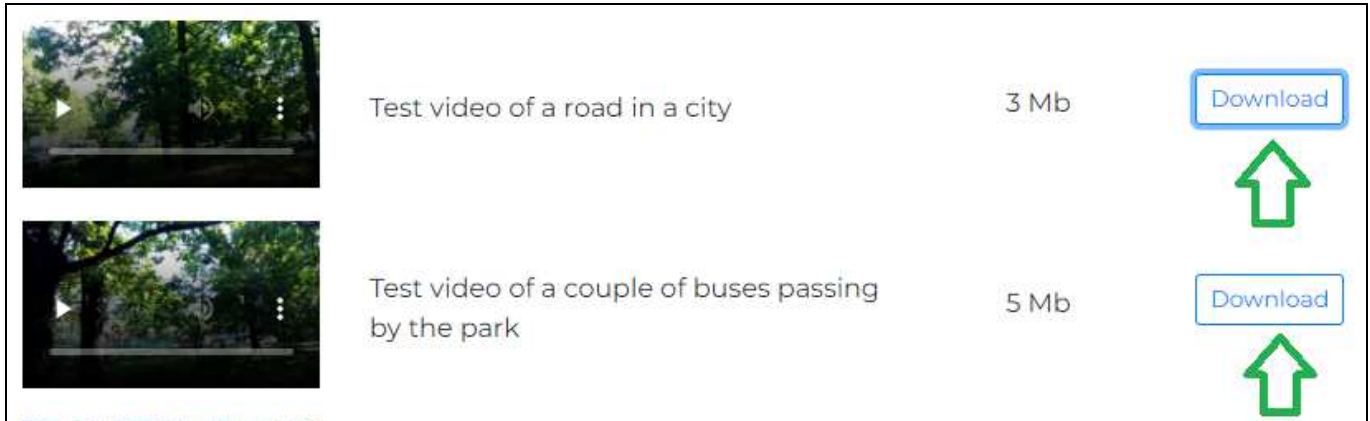 Test video of a road in a city
3 Mb
Download
Test video of a couple of buses passing
by the park
5 Mb
Download